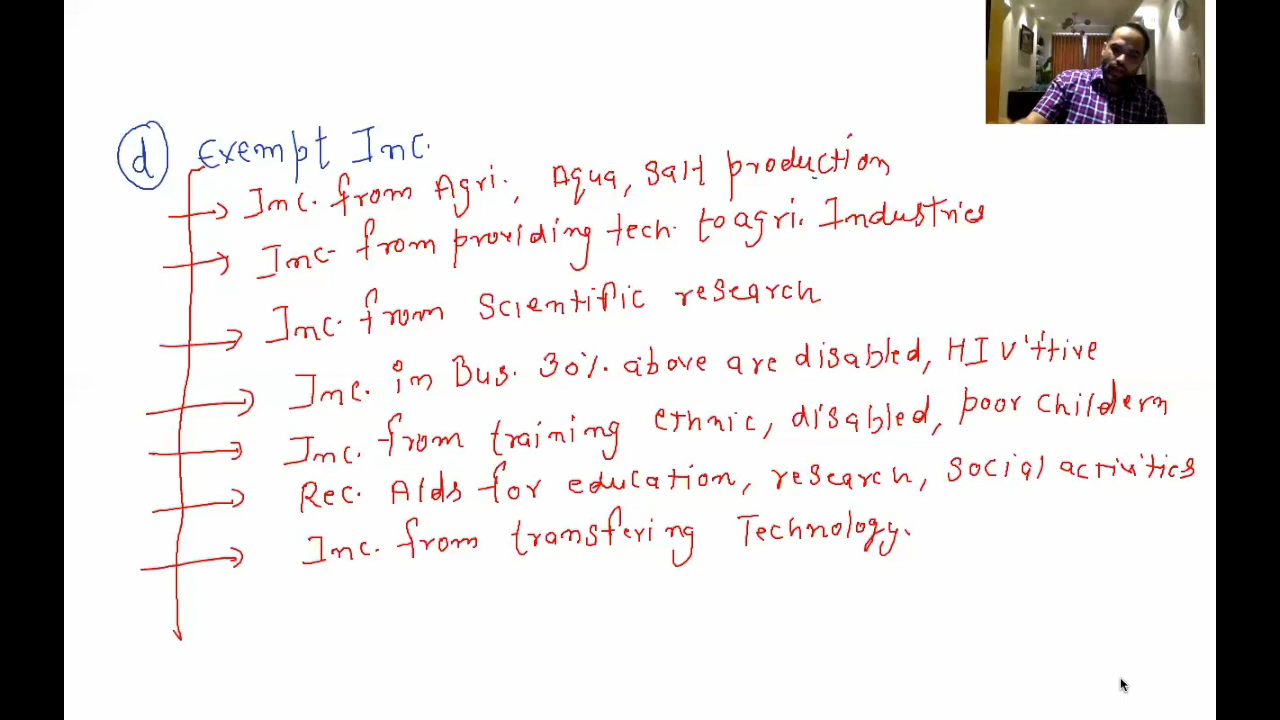 d Exempt Inc.
Inc. from Agri., Aqua, Salt production
Inc. from providing tech. to agri. Industries
Inc. from Scientific research
Inc. in Bus. 30% above are disabled, HIV +tive
Inc. from training ethnic, disabled, poor childern
Rec. AIds for education, research, social activities
Inc. from transfering Technology.